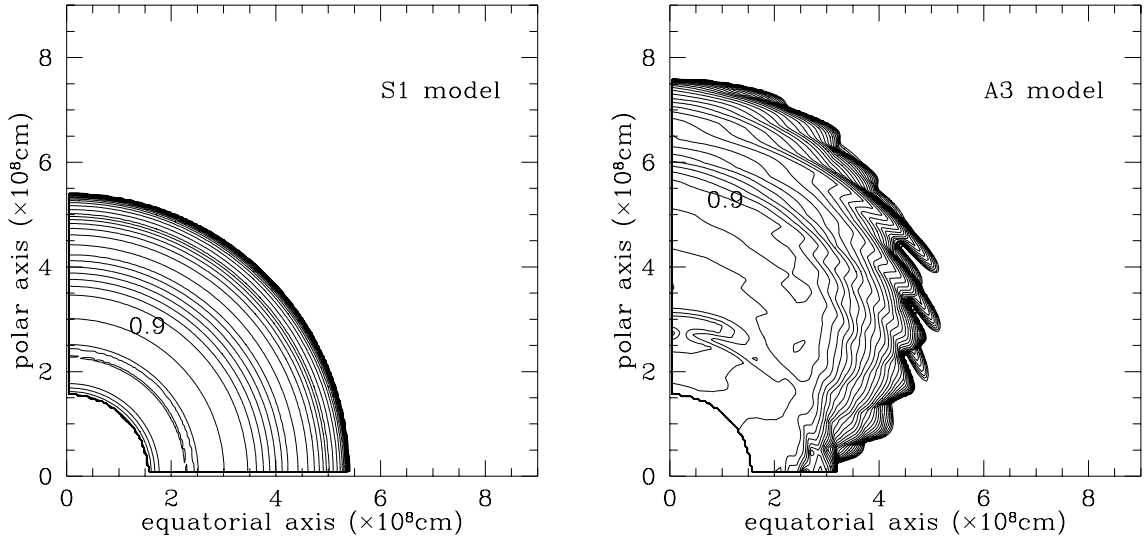 S1 model
0.9
8
6
4
2
0
0 2 4 6 8
polar axis (×10⁸cm)
equatorial axis (×10⁸cm)
A3 model
0.9
8
6
4
2
0
0 2 4 6 8
polar axis (×10⁸cm)
equatorial axis (×10⁸cm)